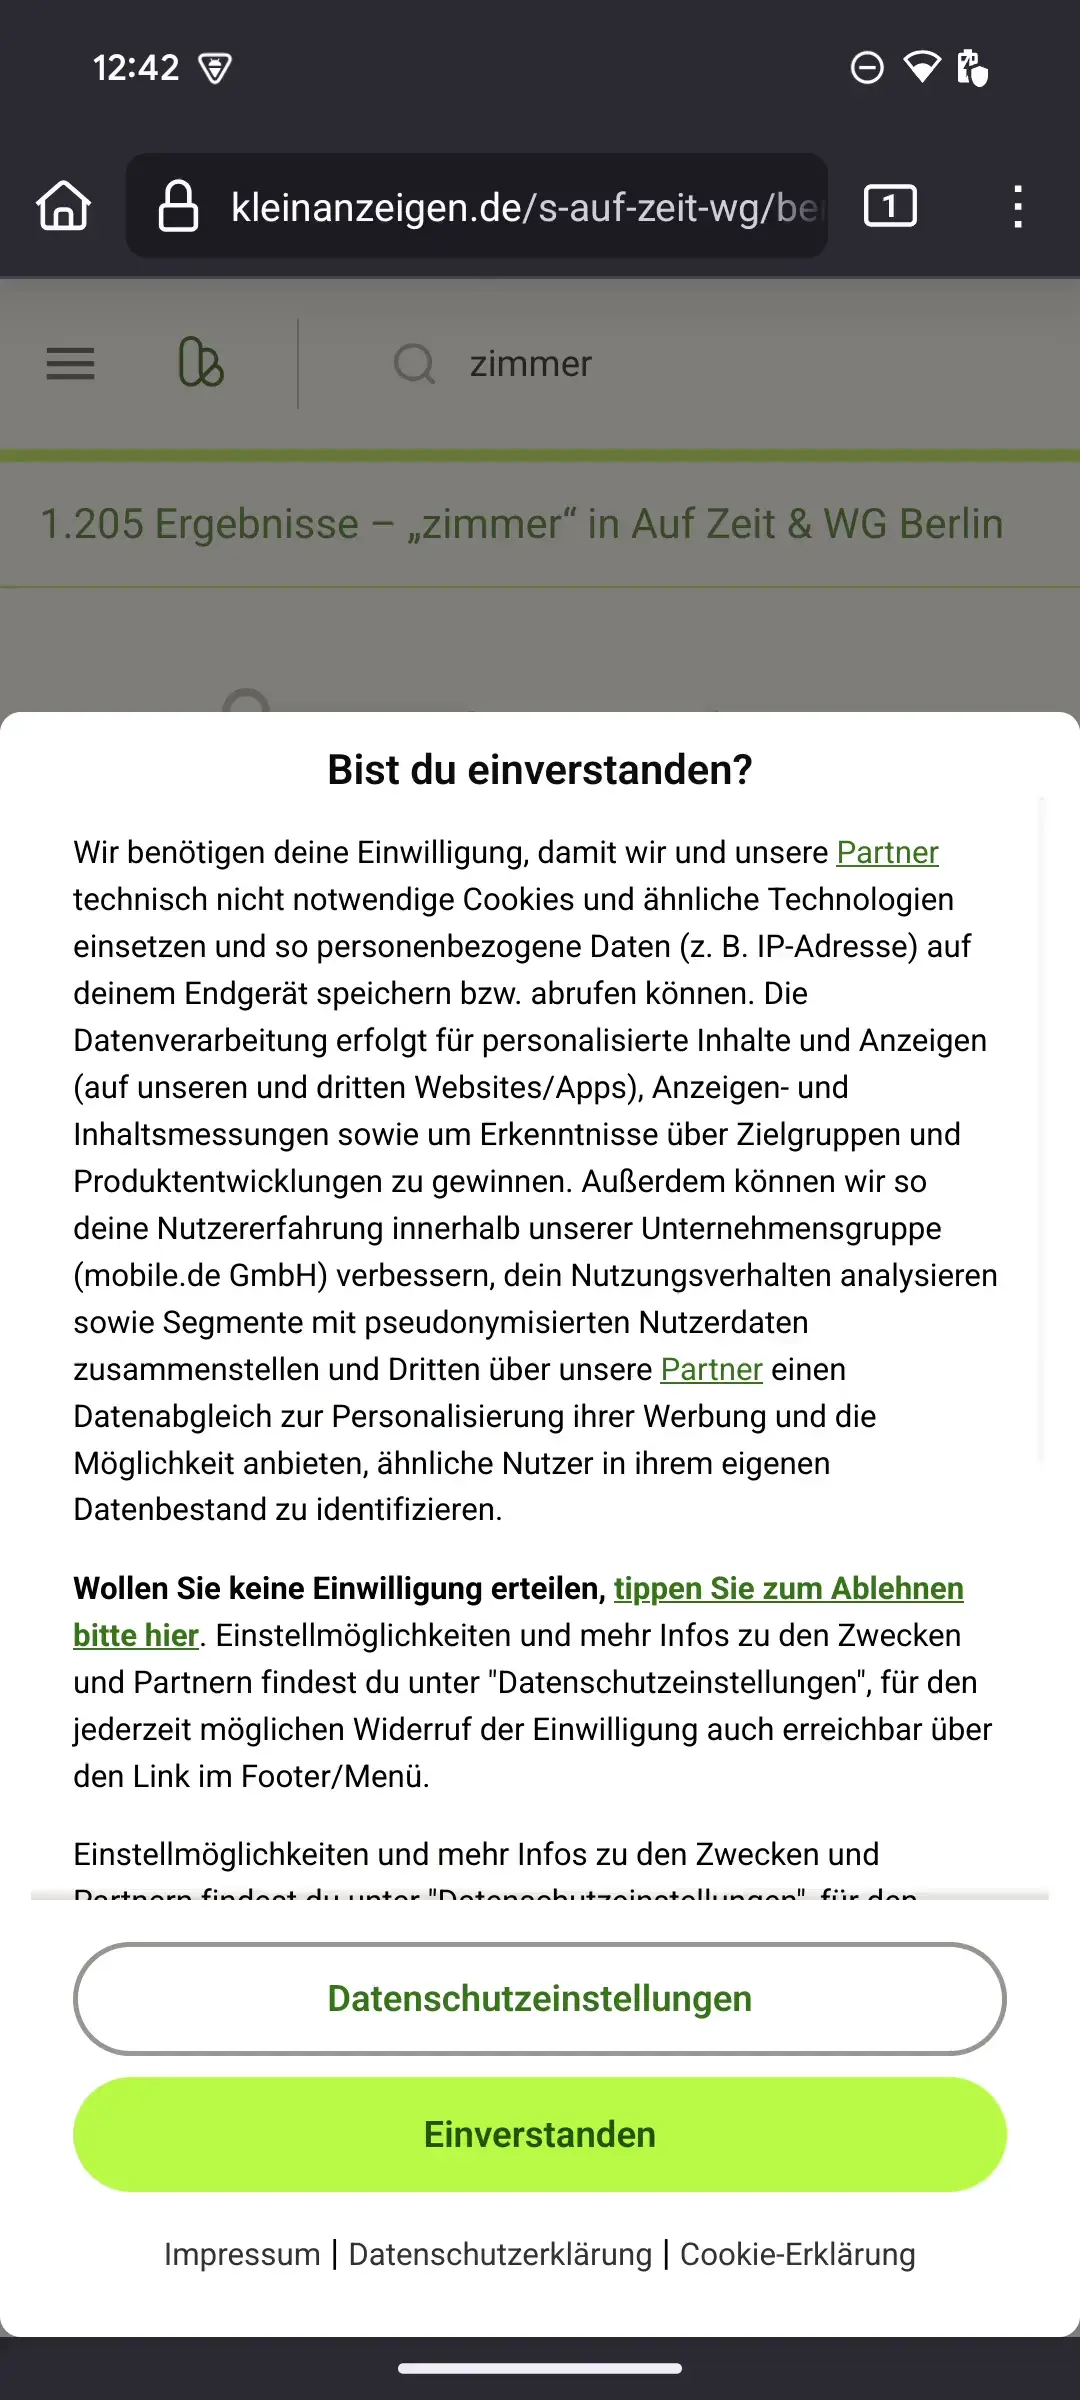 12:42
kleinanzeigen.de/s-auf-zeit-wg/be
1
zimmer
1.205 Ergebnisse – „zimmer“ in Auf Zeit & WG Berlin
Bist du einverstanden?
Wir benötigen deine Einwilligung, damit wir und unsere Partner
technisch nicht notwendige Cookies und ähnliche Technologien
einsetzen und so personenbezogene Daten (z. B. IP-Adresse) auf
deinem Endgerät speichern bzw. abrufen können. Die
Datenverarbeitung erfolgt für personalisierte Inhalte und Anzeigen
(auf unseren und dritten Websites/Apps), Anzeigen- und
Inhaltsmessungen sowie um Erkenntnisse über Zielgruppen und
Produktentwicklungen zu gewinnen. Außerdem können wir so
deine Nutzererfahrung innerhalb unserer Unternehmensgruppe
(mobile.de GmbH) verbessern, dein Nutzungsverhalten analysieren
sowie Segmente mit pseudonymisierten Nutzerdaten
zusammenstellen und Dritten über unsere Partner einen
Datenabgleich zur Personalisierung ihrer Werbung und die
Möglichkeit anbieten, ähnliche Nutzer in ihrem eigenen
Datenbestand zu identifizieren.
Wollen Sie keine Einwilligung erteilen, tippen Sie zum Ablehnen
bitte hier. Einstellmöglichkeiten und mehr Infos zu den Zwecken
und Partnern findest du unter "Datenschutzeinstellungen", für den
jederzeit möglichen Widerruf der Einwilligung auch erreichbar über
den Link im Footer/Menü.
Einstellmöglichkeiten und mehr Infos zu den Zwecken und
Partnern findest du unter "Datenschutzeinstellungen", für den
Datenschutzeinstellungen
Einverstanden
Impressum | Datenschutzerklärung | Cookie-Erklärung